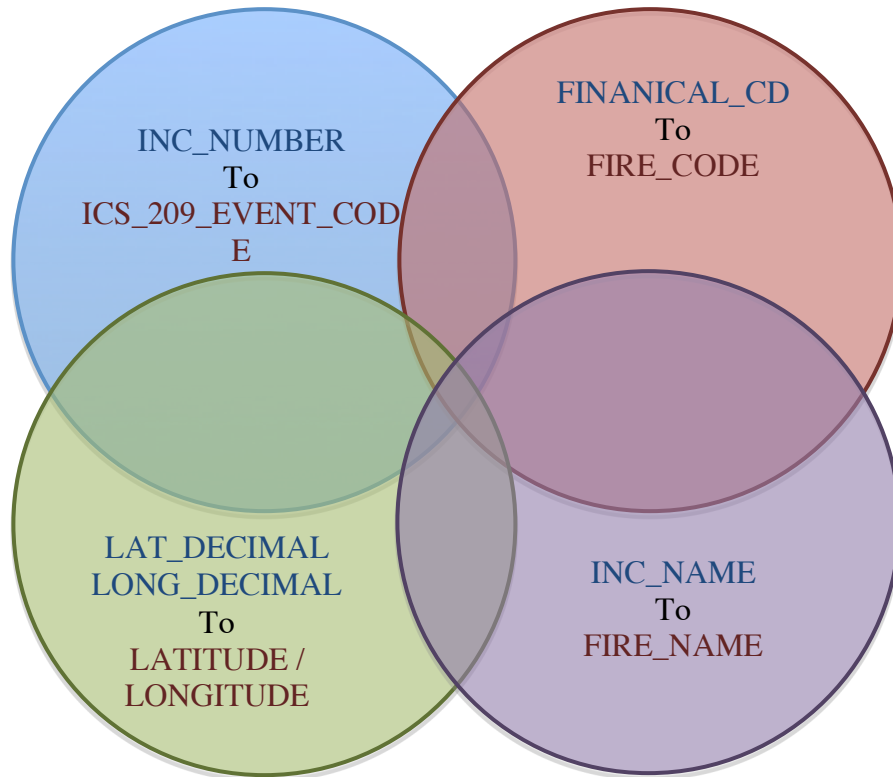 INC_NUMBER
To
ICS_209_EVENT_COD
E
FINANICAL_CD
To
FIRE_CODE
LAT_DECIMAL
LONG_DECIMAL
To
LATITUDE /
LONGITUDE
INC_NAME
To
FIRE_NAME